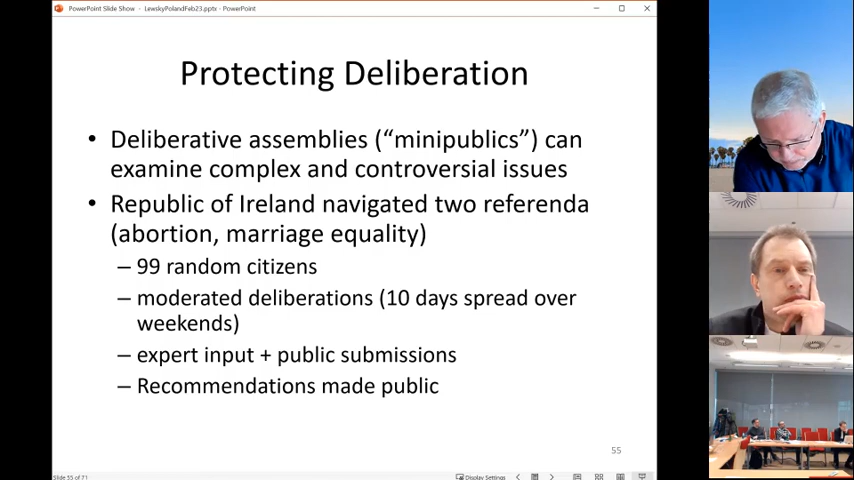 PowerPoint Slide Show - LewskyPolandFeb23.pptx - PowerPoint
Protecting Deliberation
• Deliberative assemblies (“minipublics”) can
examine complex and controversial issues
• Republic of Ireland navigated two referenda
(abortion, marriage equality)
– 99 random citizens
– moderated deliberations (10 days spread over
weekends)
– expert input + public submissions
– Recommendations made public
55
Slide 55 of 71
Display Settings